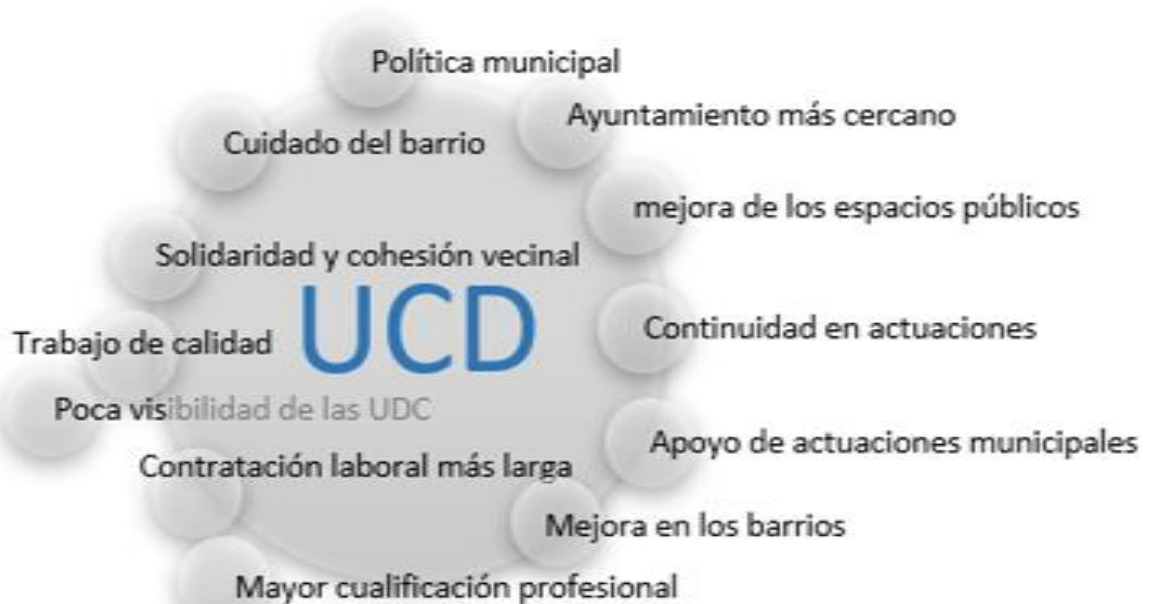 Política municipal
Ayuntamiento más cercano
Cuidado del barrio
mejora de los espacios públicos
Solidaridad y cohesión vecinal
UCD
Continuidad en actuaciones
Trabajo de calidad
Poca visibilidad de las UDC
Apoyo de actuaciones municipales
Contratación laboral más larga
Mejora en los barrios
Mayor cualificación profesional